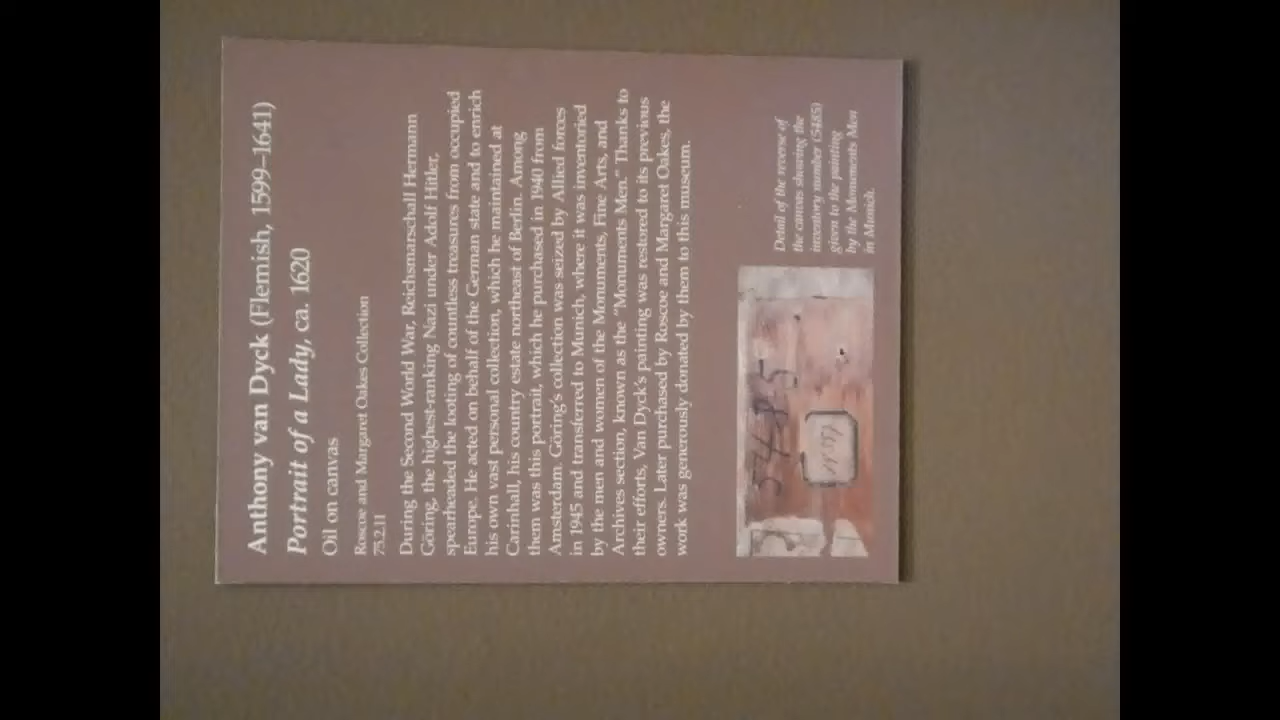 Anthony van Dyck (Flemish, 1599–1641)
Portrait of a Lady, ca. 1620
Oil on canvas
Roscoe and Margaret Oakes Collection
75.2.11
During the Second World War, Reichsmarschall Hermann
Göring, the highest-ranking Nazi under Adolf Hitler,
spearheaded the looting of countless treasures from occupied
Europe. He acted on behalf of the German state and to enrich
his own vast personal collection, which he maintained at
Carinhall, his country estate northeast of Berlin. Among
them was this portrait, which he purchased in 1940 from
Amsterdam. Göring's collection was seized by Allied forces
in 1945 and transferred to Munich, where it was inventoried
by the men and women of the Monuments, Fine Arts, and
Archives section, known as the "Monuments Men." Thanks to
their efforts, Van Dyck's painting was restored to its previous
owners. Later purchased by Roscoe and Margaret Oakes, the
work was generously donated by them to this museum.
5485
Detail of the reverse of
the canvas showing the
inventory number (5485)
given to the painting
by the Monuments Men
in Munich.